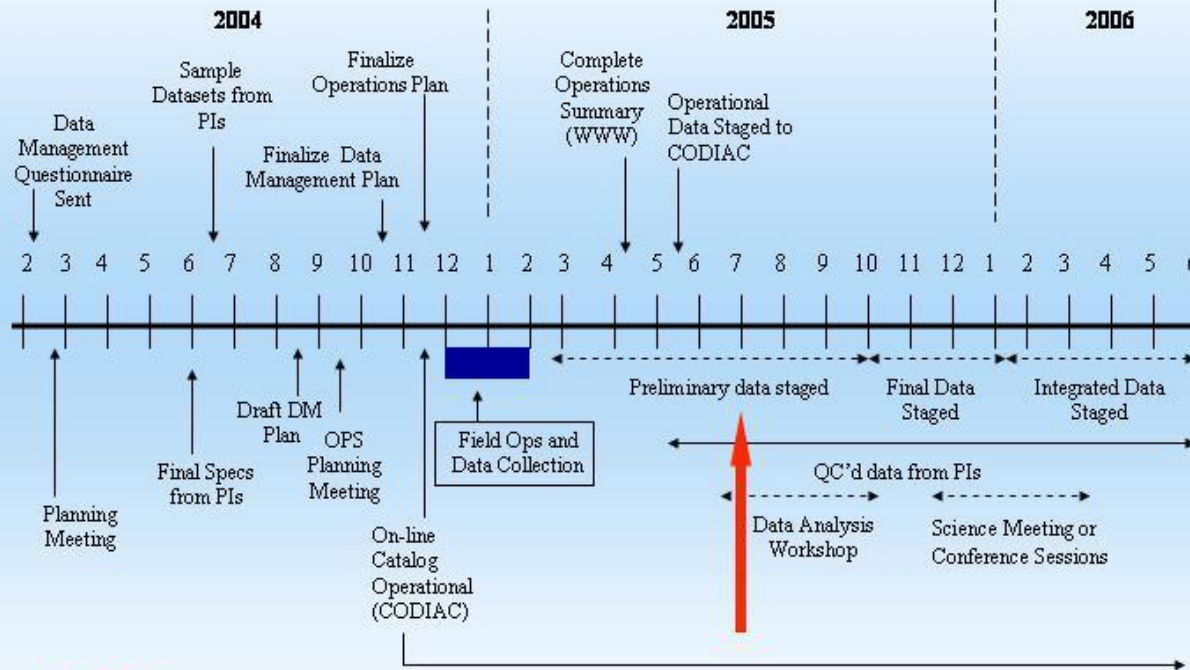 2004
2005
2006
Data
Management
Questionnaire
Sent
Sample
Datasets from
PIs
Finalize Data
Management Plan
Finalize
Operations Plan
Complete
Operations
Summary
(WWW)
Operational
Data Staged to
CODIAC
2 3 4 5 6 7 8 9 10 11 12 1 2 3 4 5 6 7 8 9 10 11 12 1 2 3 4 5 6
Planning
Meeting
Final Specs
from PIs
Draft DM
Plan
OPS
Planning
Meeting
On-line
Catalog
Operational
(CODIAC)
Field Ops and
Data Collection
Preliminary data staged
Final Data
Staged
Integrated Data
Staged
QC'd data from PIs
Data Analysis
Workshop
Science Meeting or
Conference Sessions